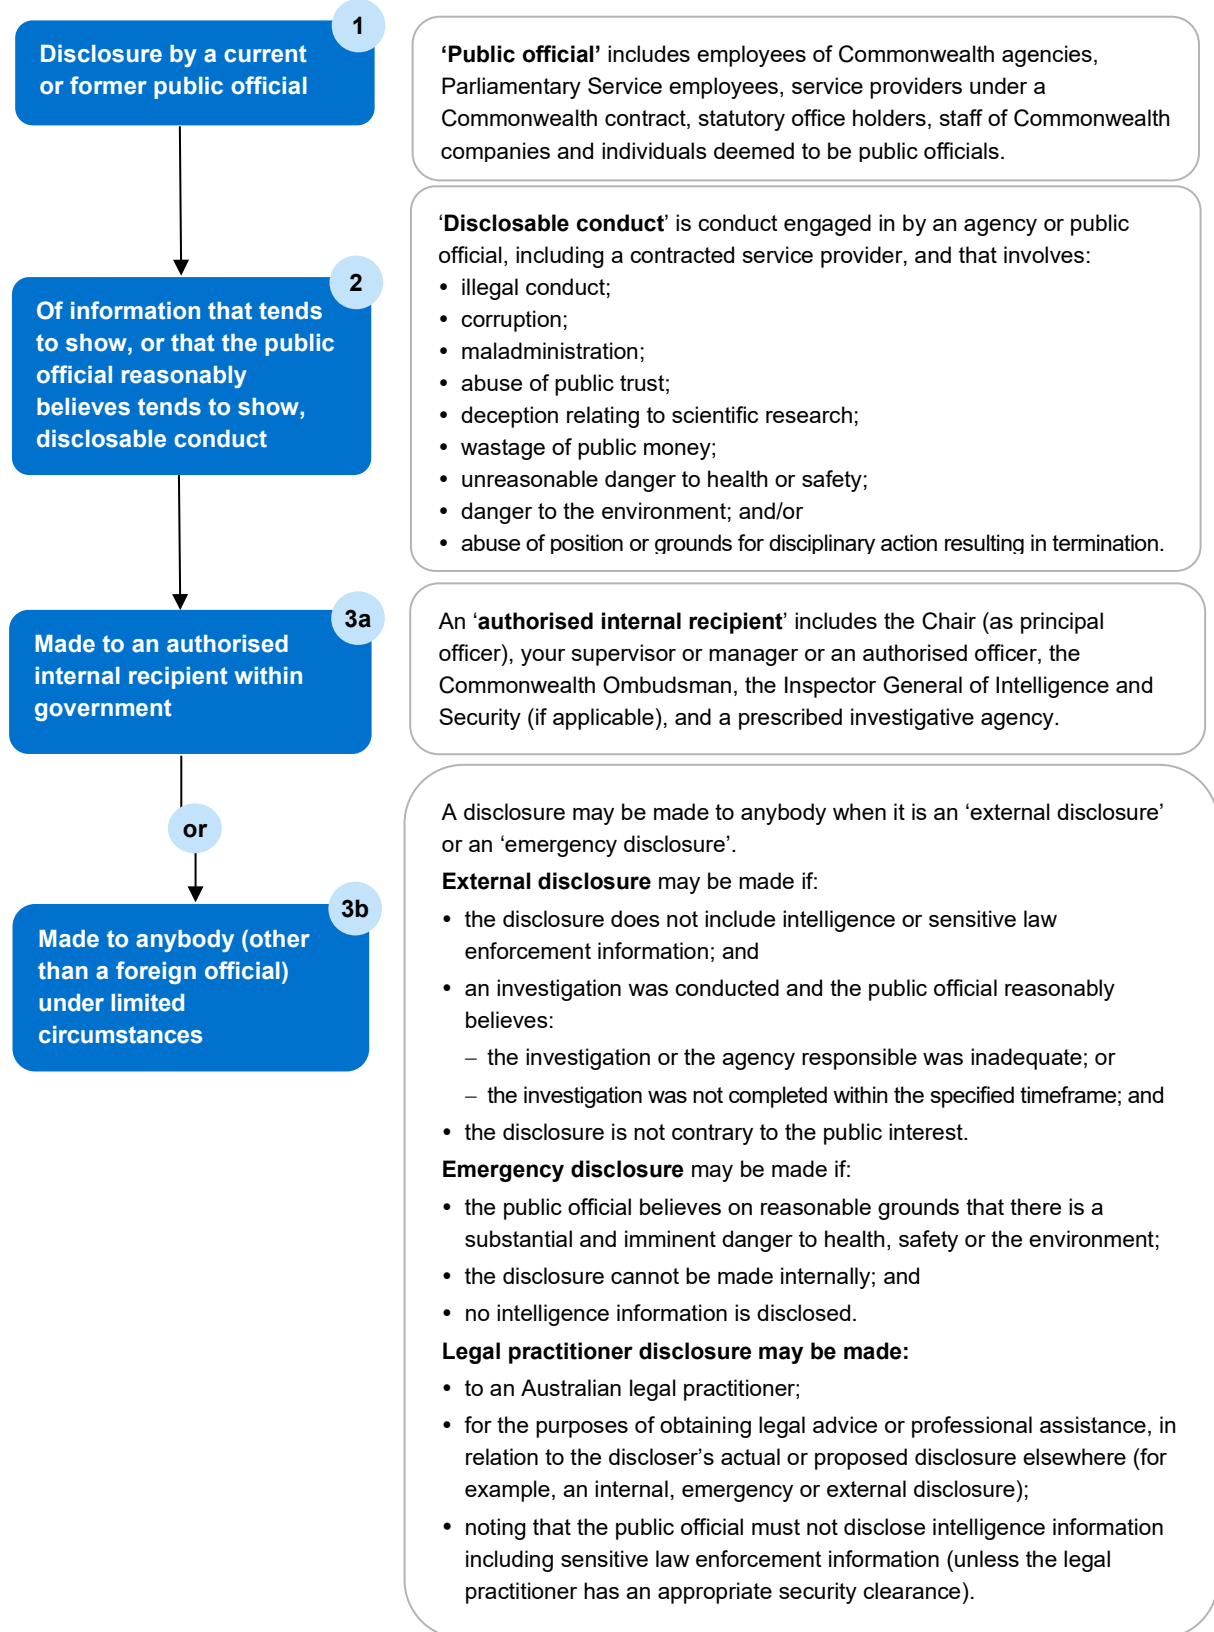 1
Disclosure by a current
or former public official
‘Public official’ includes employees of Commonwealth agencies,
Parliamentary Service employees, service providers under a
Commonwealth contract, statutory office holders, staff of Commonwealth
companies and individuals deemed to be public officials.
2
Of information that tends
to show, or that the public
official reasonably
believes tends to show,
disclosable conduct
‘Disclosable conduct’ is conduct engaged in by an agency or public
official, including a contracted service provider, and that involves:
• illegal conduct;
• corruption;
• maladministration;
• abuse of public trust;
• deception relating to scientific research;
• wastage of public money;
• unreasonable danger to health or safety;
• danger to the environment; and/or
• abuse of position or grounds for disciplinary action resulting in termination.
3a
Made to an authorised
internal recipient within
government
An ‘authorised internal recipient’ includes the Chair (as principal
officer), your supervisor or manager or an authorised officer, the
Commonwealth Ombudsman, the Inspector General of Intelligence and
Security (if applicable), and a prescribed investigative agency.
or
3b
Made to anybody (other
than a foreign official)
under limited
circumstances
A disclosure may be made to anybody when it is an ‘external disclosure’
or an ‘emergency disclosure’.
External disclosure may be made if:
• the disclosure does not include intelligence or sensitive law
enforcement information; and
• an investigation was conducted and the public official reasonably
believes:
– the investigation or the agency responsible was inadequate; or
– the investigation was not completed within the specified timeframe; and
• the disclosure is not contrary to the public interest.
Emergency disclosure may be made if:
• the public official believes on reasonable grounds that there is a
substantial and imminent danger to health, safety or the environment;
• the disclosure cannot be made internally; and
• no intelligence information is disclosed.
Legal practitioner disclosure may be made:
• to an Australian legal practitioner;
• for the purposes of obtaining legal advice or professional assistance, in
relation to the discloser’s actual or proposed disclosure elsewhere (for
example, an internal, emergency or external disclosure);
• noting that the public official must not disclose intelligence information
including sensitive law enforcement information (unless the legal
practitioner has an appropriate security clearance).